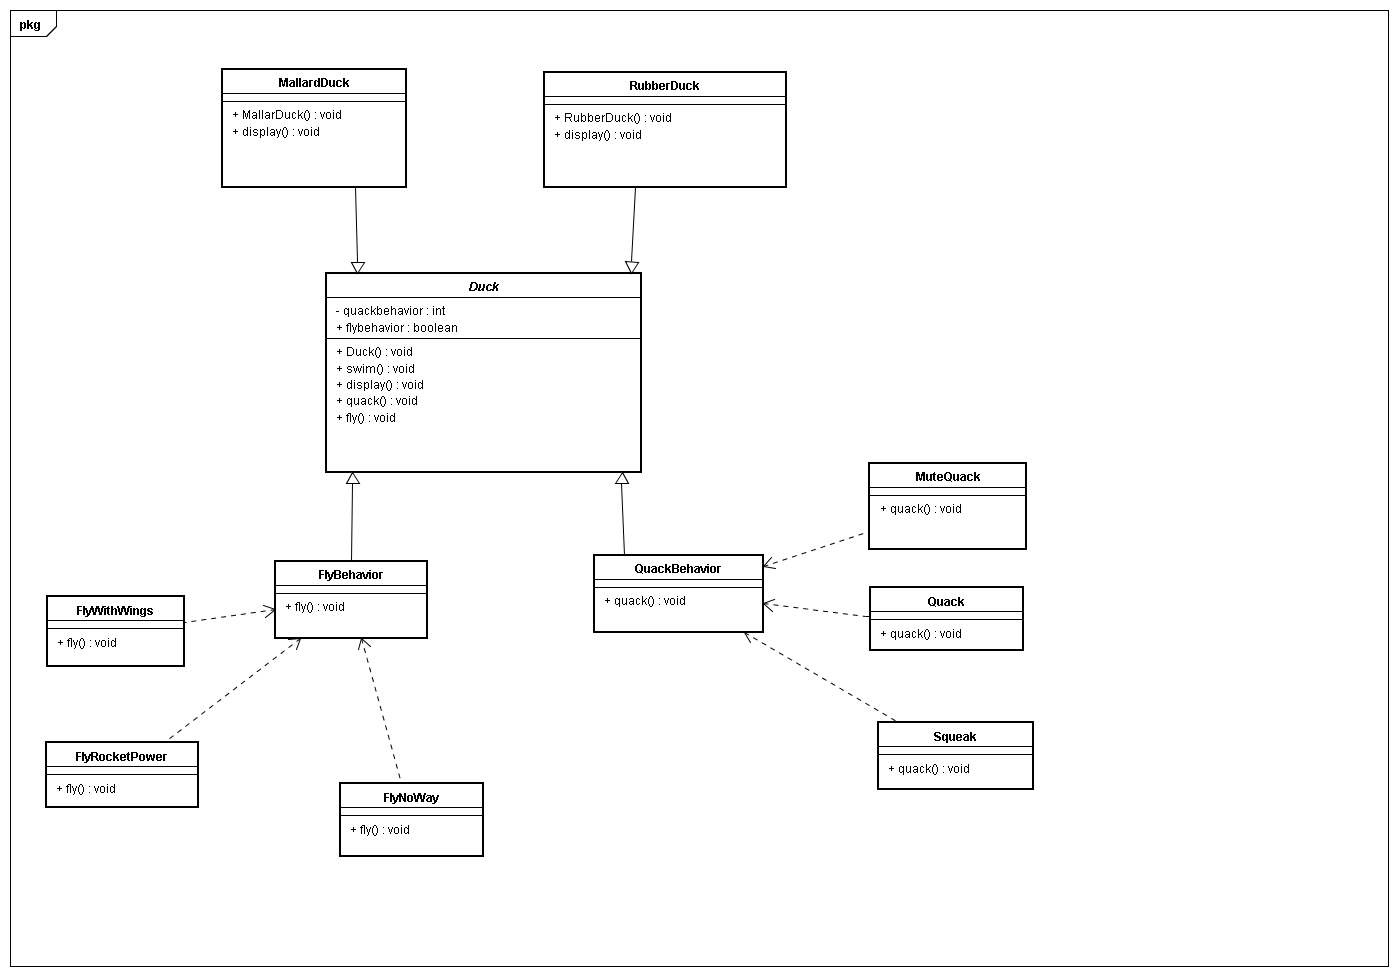 pkg
MallardDuck
+ MallarDuck() : void
+ display() : void
RubberDuck
+ RubberDuck() : void
+ display() : void
Duck
- quackbehavior : int
+ flybehavior : boolean
+ Duck() : void
+ swim() : void
+ display() : void
+ quack() : void
+ fly() : void
MuteQuack
+ quack() : void
FlyBehavior
+ fly() : void
QuackBehavior
+ quack() : void
Quack
+ quack() : void
FlyWithWings
+ fly() : void
Squeak
+ quack() : void
FlyRocketPower
+ fly() : void
FlyNoWay
+ fly() : void